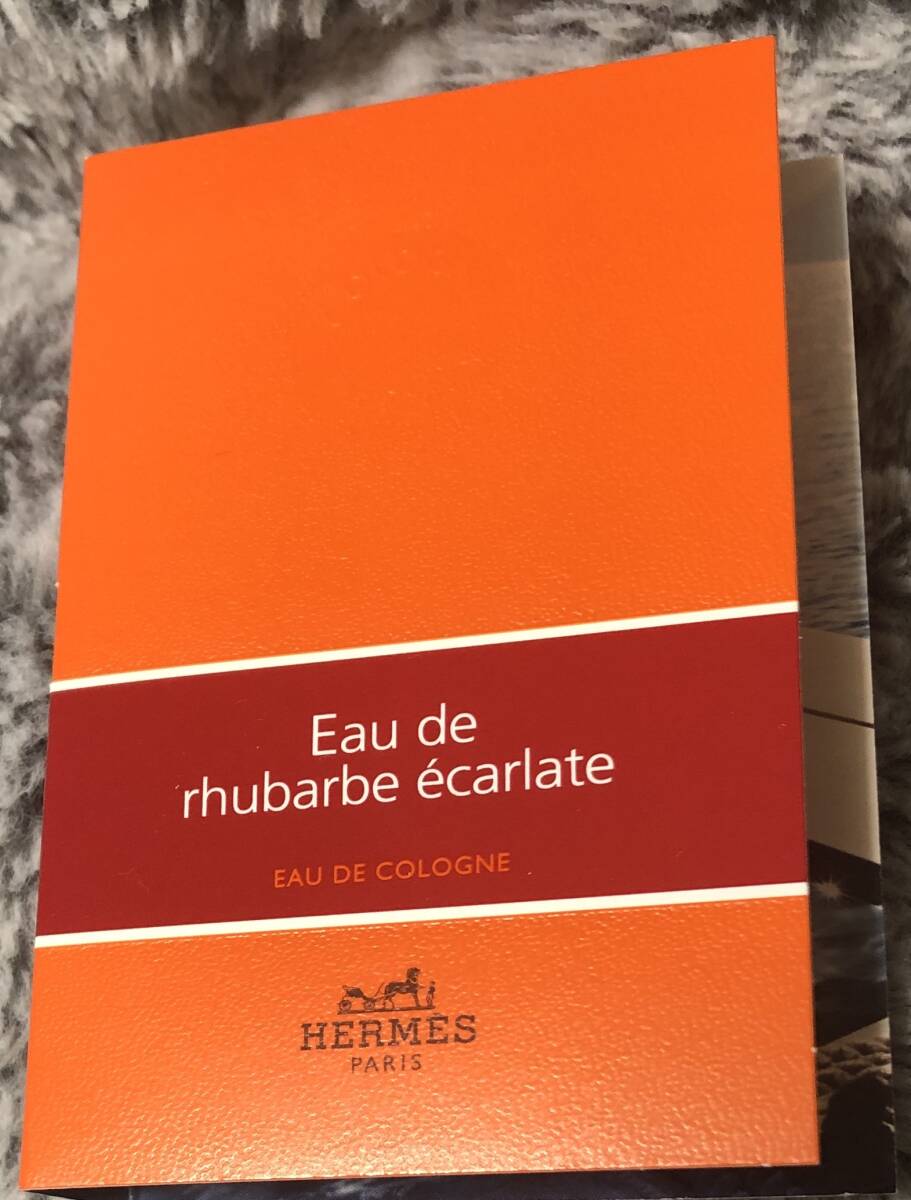 Eau de
rhubarbe écarlate
EAU DE COLOGNE
HERMÈS
PARIS